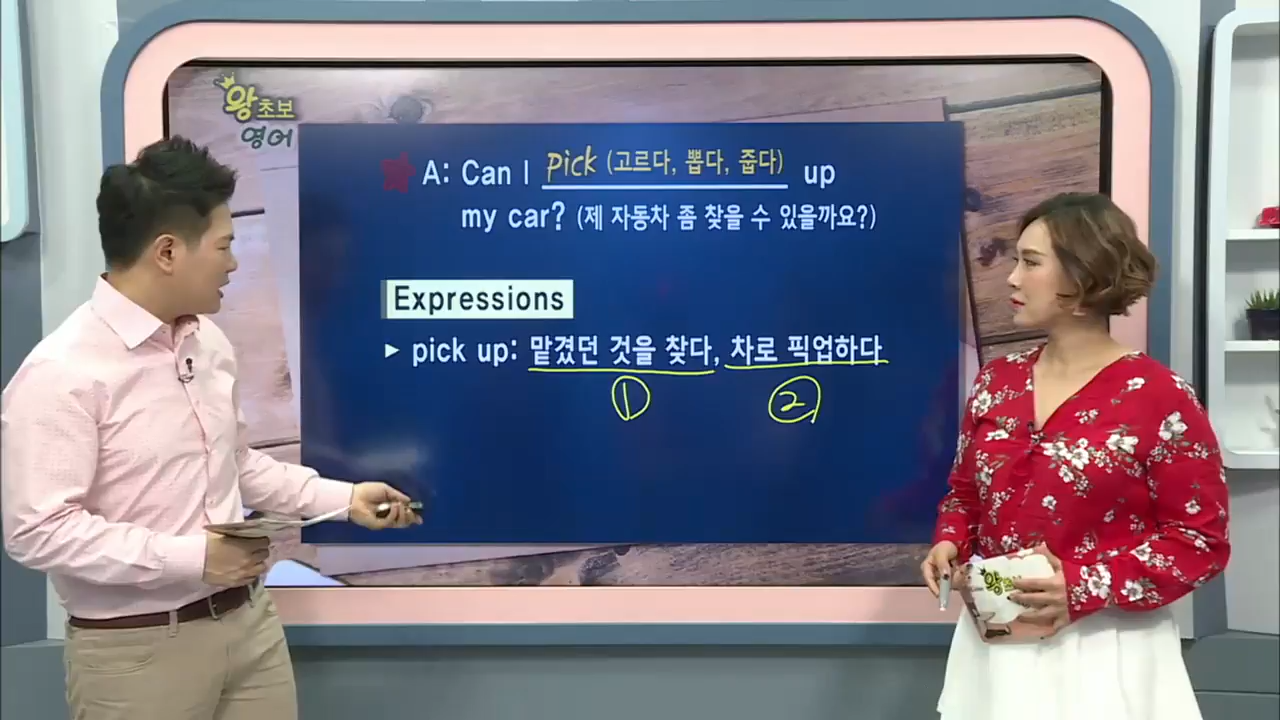 왕초보
영어
A: Can I pick (고르다, 뽑다, 줍다) up
my car? (제 자동차 좀 찾을 수 있을까요?)
Expressions
▶ pick up: 맡겼던 것을 찾다, 차로 픽업하다
① ②
왕초